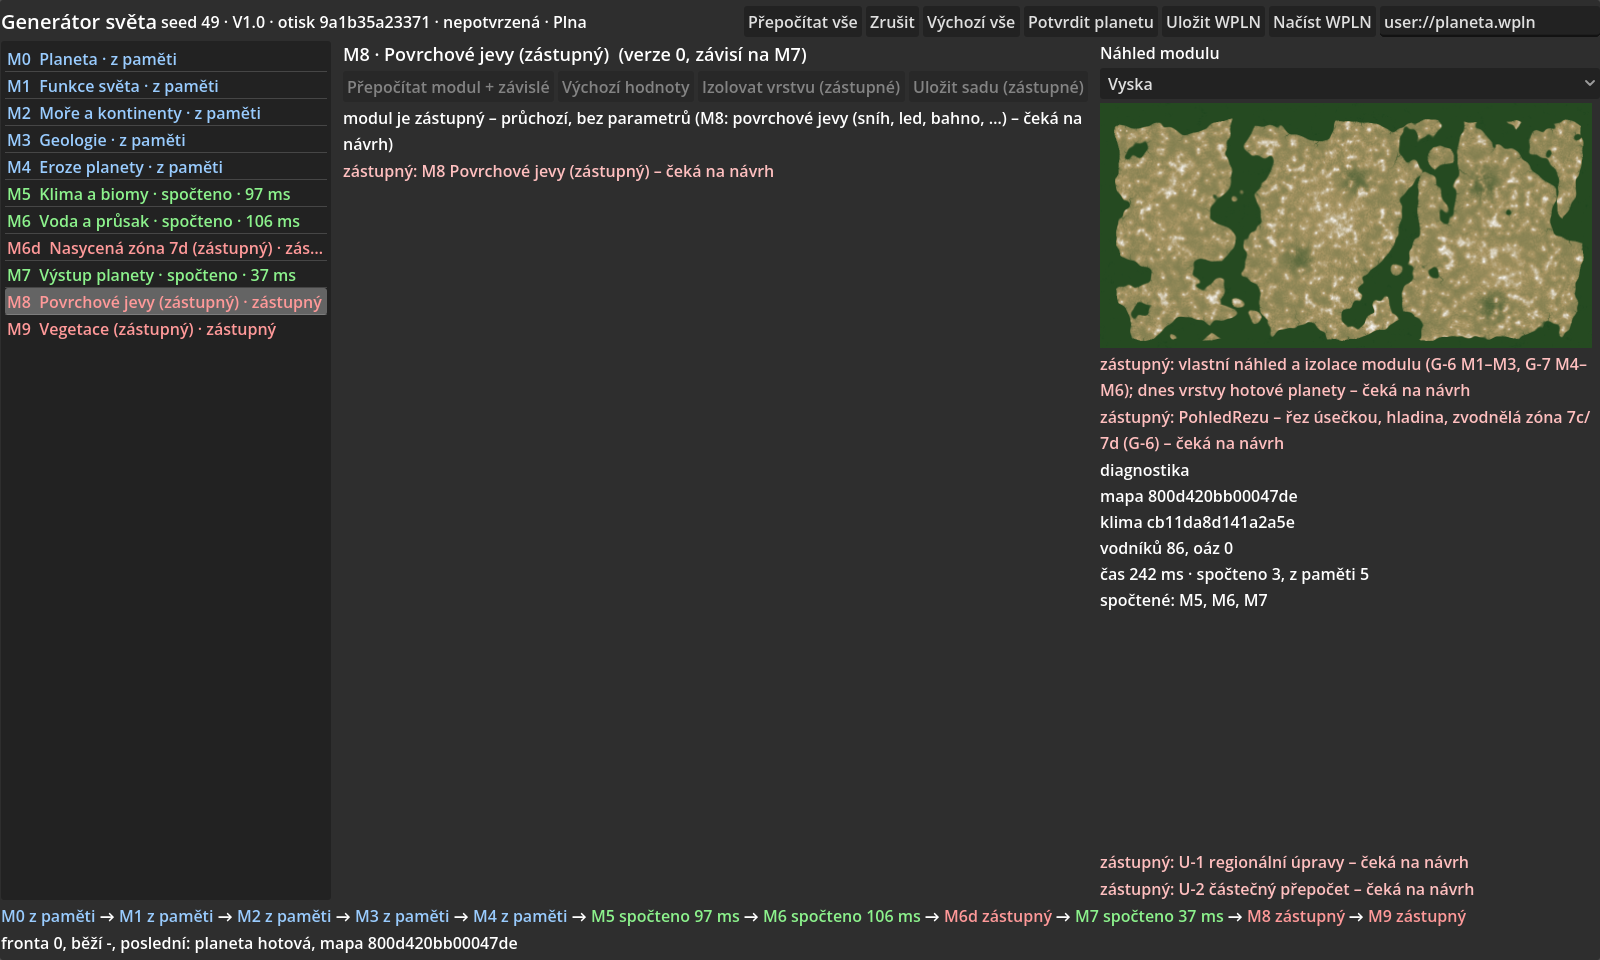 Generátor světa seed 49 · V1.0 · otisk 9a1b35a23371 · nepotvrzená · Plna
Přepočítat vše Zrušit Výchozí vše Potvrdit planetu Uložit WPLN Načíst WPLN user://planeta.wpln
M0 Planeta · z paměti
M1 Funkce světa · z paměti
M2 Moře a kontinenty · z paměti
M3 Geologie · z paměti
M4 Eroze planety · z paměti
M5 Klima a biomy · spočteno · 97 ms
M6 Voda a průsak · spočteno · 106 ms
M6d Nasycená zóna 7d (zástupný) · zás...
M7 Výstup planety · spočteno · 37 ms
M8 Povrchové jevy (zástupný) · zástupný
M9 Vegetace (zástupný) · zástupný
M8 · Povrchové jevy (zástupný) (verze 0, závisí na M7)
Přepočítat modul + závislé Výchozí hodnoty Izolovat vrstvu (zástupné) Uložit sadu (zástupné)
modul je zástupný – průchozí, bez parametrů (M8: povrchové jevy (sníh, led, bahno, ...) – čeká na
návrh)
zástupný: M8 Povrchové jevy (zástupný) – čeká na návrh
Náhled modulu
Vyska
zástupný: vlastní náhled a izolace modulu (G-6 M1–M3, G-7 M4–
M6); dnes vrstvy hotové planety – čeká na návrh
zástupný: PohledRezu – řez úsečkou, hladina, zvodnělá zóna 7c/
7d (G-6) – čeká na návrh
diagnostika
mapa 800d420bb00047de
klima cb11da8d141a2a5e
vodníků 86, oáz 0
čas 242 ms · spočteno 3, z paměti 5
spočtené: M5, M6, M7
zástupný: U-1 regionální úpravy – čeká na návrh
zástupný: U-2 částečný přepočet – čeká na návrh
M0 z paměti → M1 z paměti → M2 z paměti → M3 z paměti → M4 z paměti → M5 spočteno 97 ms → M6 spočteno 106 ms → M6d zástupný → M7 spočteno 37 ms → M8 zástupný → M9 zástupný
fronta 0, běží -, poslední: planeta hotová, mapa 800d420bb00047de